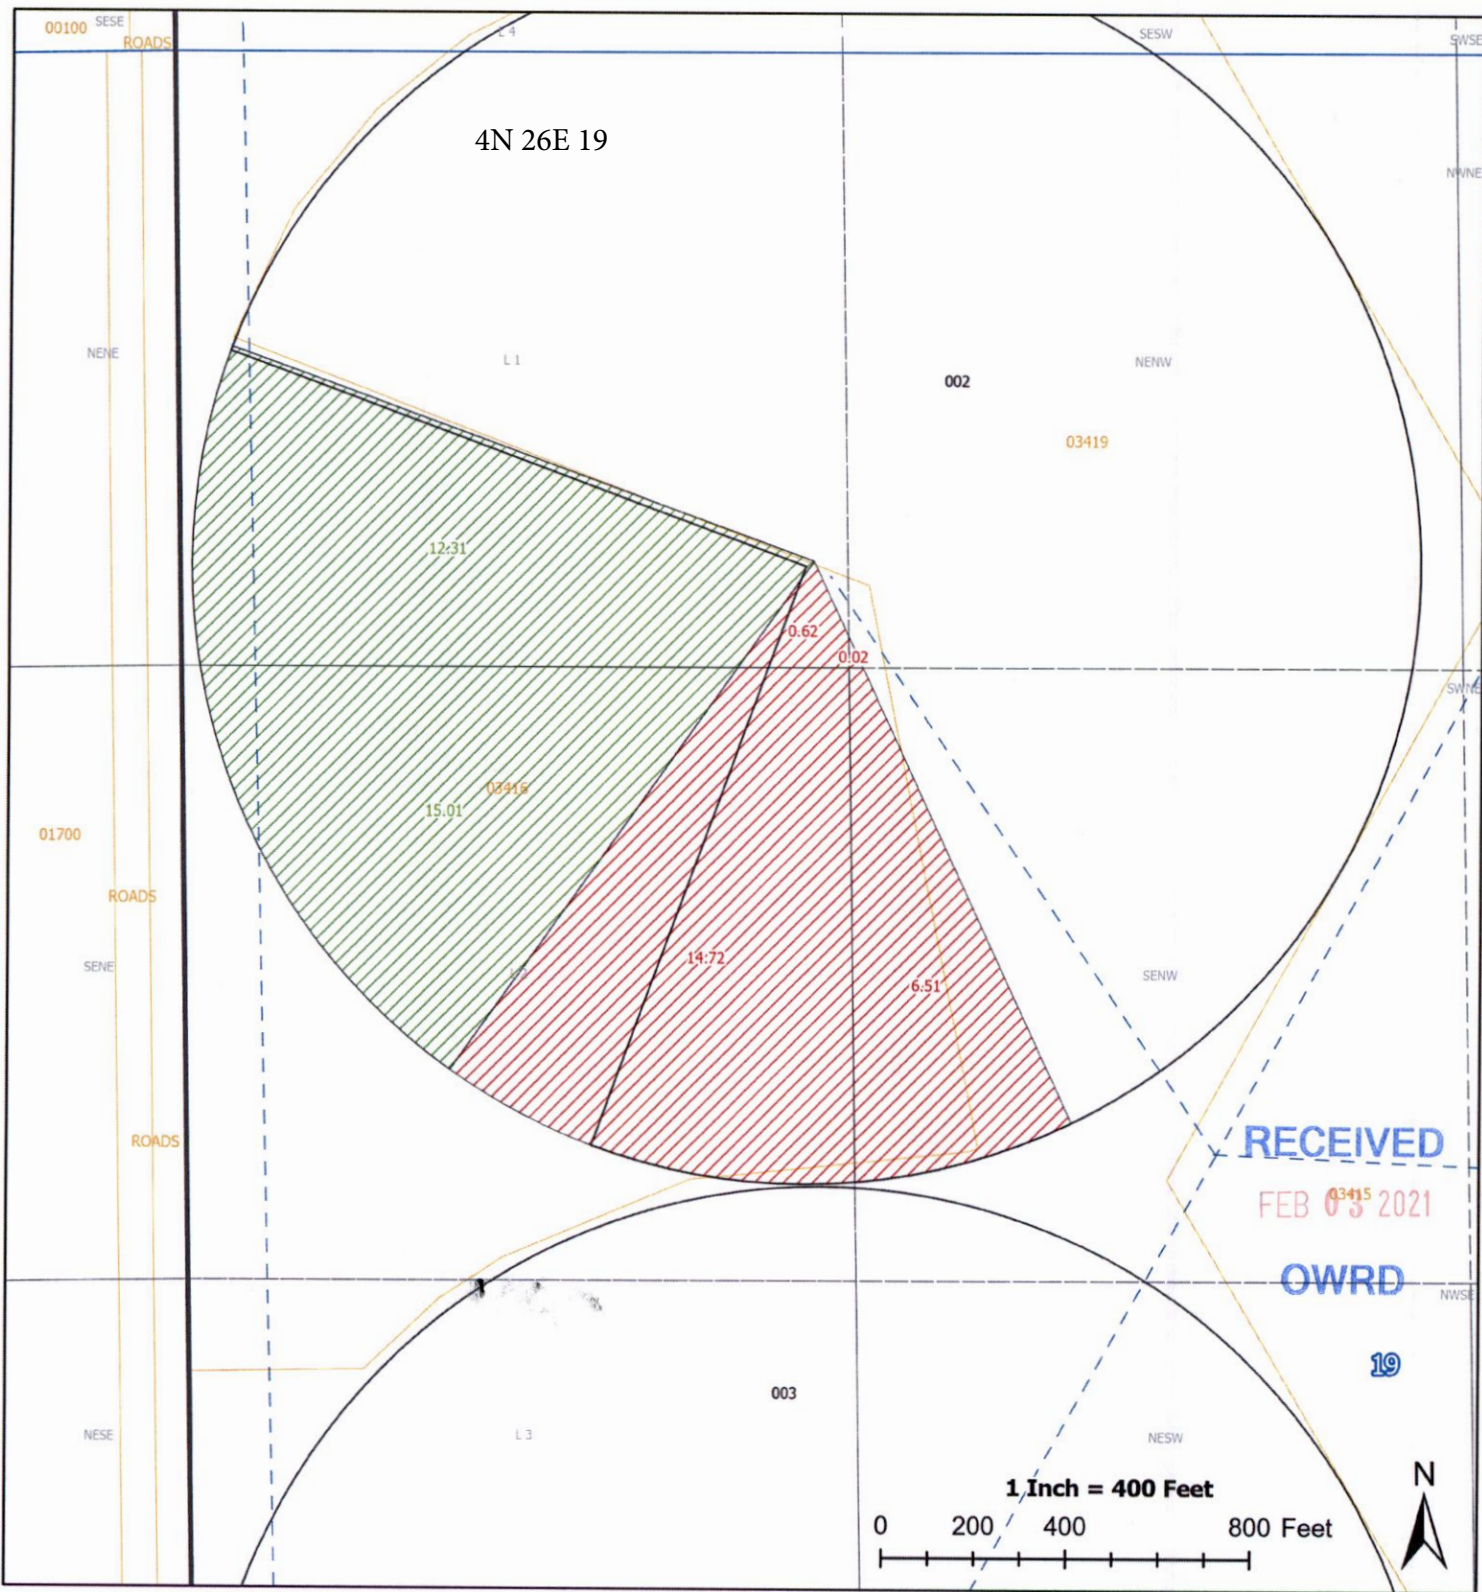 00100 SESE
ROADS
L 4
SESW
SWSE
4N 26E 19
NWNE
NENE
L 1
002
NENW
03419
12.31
0.62
0.02
SWNE
03416
15.01
01700
ROADS
SENE
14.72
6.51
SENW
ROADS
RECEIVED
03415
FEB 03 2021
OWRD
NWSE
19
003
NESE
L 3
NESW
1 Inch = 400 Feet
N
0 200 400 800 Feet